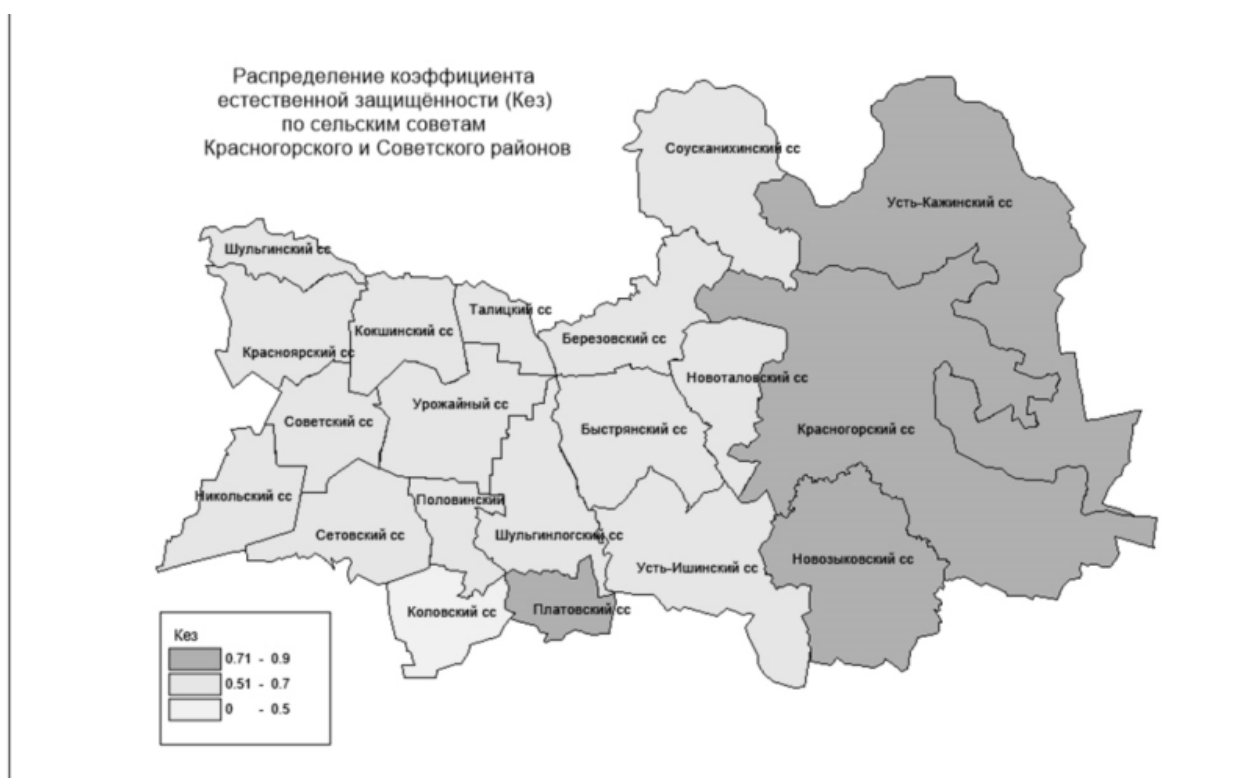 Распределение коэффициента
естественной защищённости (Кез)
по сельским советам
Красногорского и Советского районов
Соусканихинский сс
Усть-Кажинский сс
Шульгинский сс
Талицкий сс
Кокшинский сс
Березовский сс
Красноярский сс
Новоталовский сс
Урожайный сс
Советский сс
Быстрянский сс
Красногорский сс
Никольский сс
Половинский
Сетовский сс
Шульгинлогский сс
Новозыковский сс
Усть-Ишинский сс
Коловский сс
Платовский сс
Кез
0.71 - 0.9
0.51 - 0.7
0 - 0.5